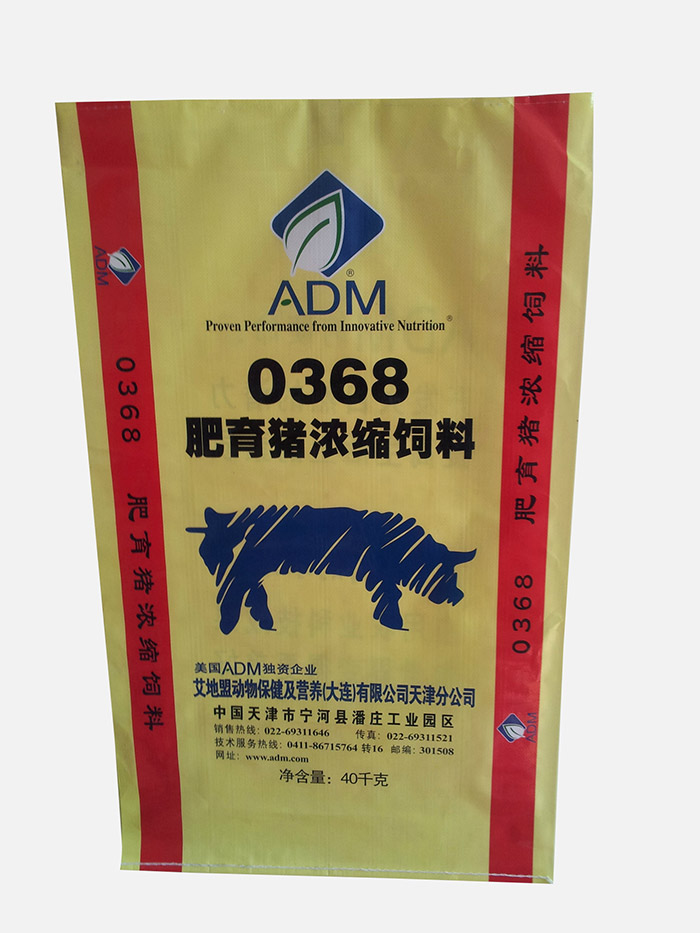 ADM
Proven Performance from Innovative Nutrition
0368
肥育猪浓缩饲料
美国ADM独资企业
艾地盟动物保健及营养(大连)有限公司天津分公司
中国天津市宁河县潘庄工业园区
销售热线: 022-69311646 传真: 022-69311521
技术服务热线: 0411-86715764 转16 邮编: 301508
网址: www.adm.com
净含量: 40千克
ADM
0368 肥育猪浓缩饲料
ADM
0368 肥育猪浓缩饲料